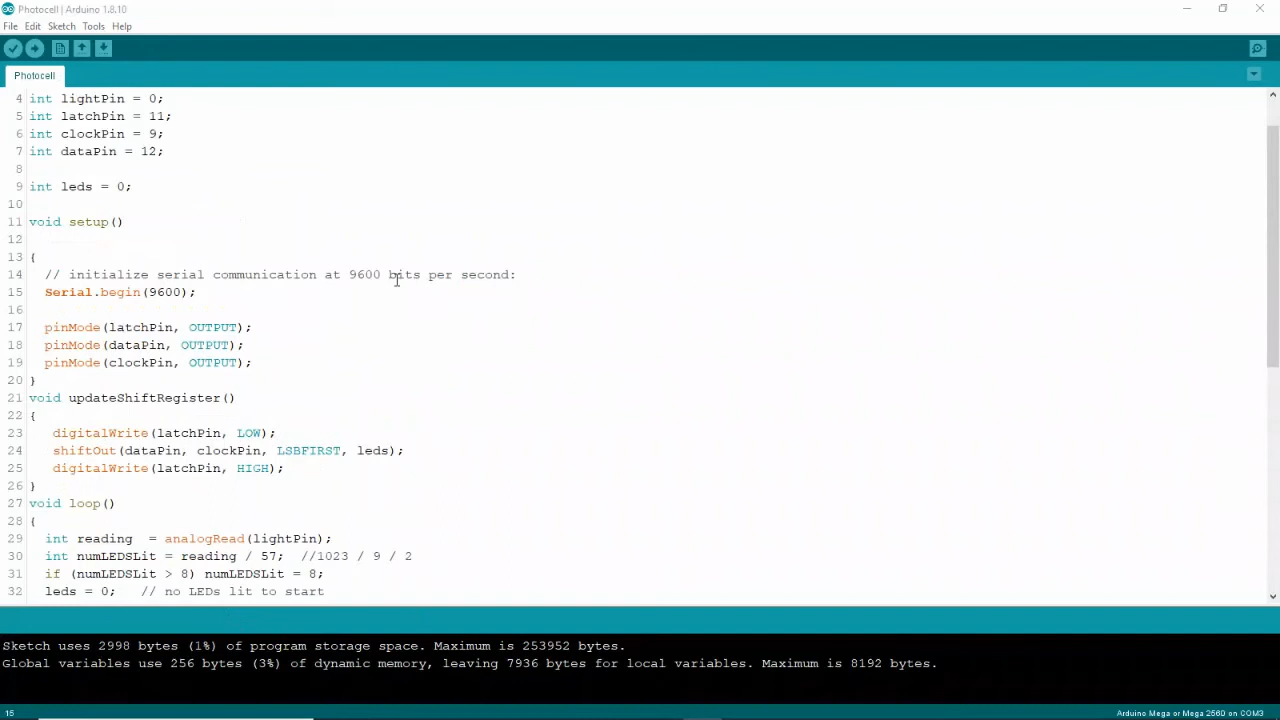 Photocell | Arduino 1.8.10
File Edit Sketch Tools Help
Photocell
4 int lightPin = 0;
5 int latchPin = 11;
6 int clockPin = 9;
7 int dataPin = 12;
8
9 int leds = 0;
10
11 void setup()
12
13 {
14   // initialize serial communication at 9600 bits per second:
15   Serial.begin(9600);
16
17   pinMode(latchPin, OUTPUT);
18   pinMode(dataPin, OUTPUT);
19   pinMode(clockPin, OUTPUT);
20 }
21 void updateShiftRegister()
22 {
23    digitalWrite(latchPin, LOW);
24    shiftOut(dataPin, clockPin, LSBFIRST, leds);
25    digitalWrite(latchPin, HIGH);
26 }
27 void loop()
28 {
29   int reading  = analogRead(lightPin);
30   int numLEDSLit = reading / 57;  //1023 / 9 / 2
31   if (numLEDSLit > 8) numLEDSLit = 8;
32   leds = 0;   // no LEDs lit to start
Sketch uses 2998 bytes (1%) of program storage space. Maximum is 253952 bytes.
Global variables use 256 bytes (3%) of dynamic memory, leaving 7936 bytes for local variables. Maximum is 8192 bytes.
15 Arduino Mega or Mega 2560 on COM3